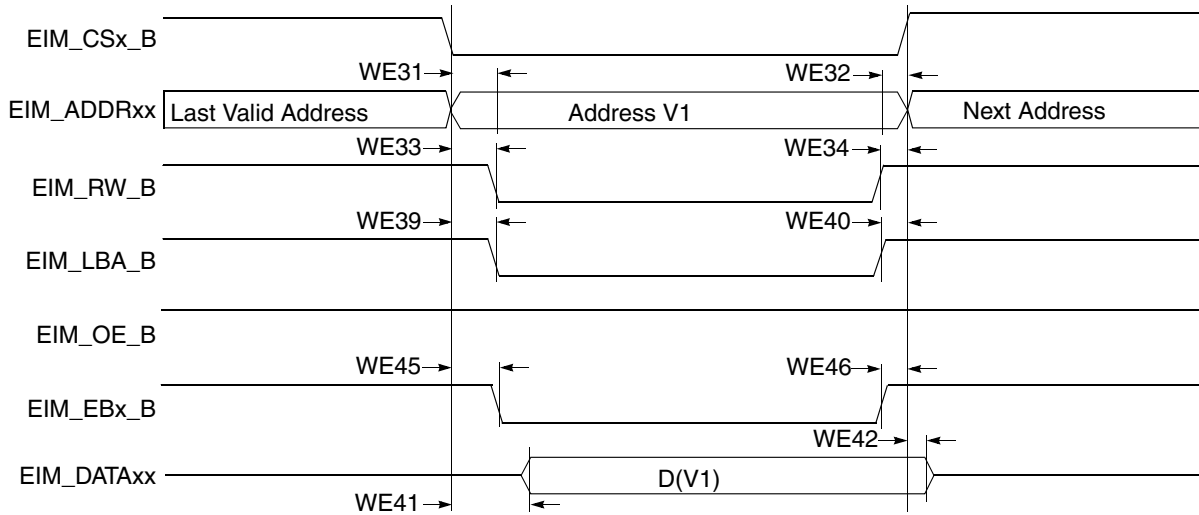 EIM_CSx_B
WE31
WE32
EIM_ADDRxx
Last Valid Address
Address V1
Next Address
WE33
WE34
EIM_RW_B
WE39
WE40
EIM_LBA_B
EIM_OE_B
WE45
WE46
EIM_EBx_B
WE42
EIM_DATAxx
D(V1)
WE41